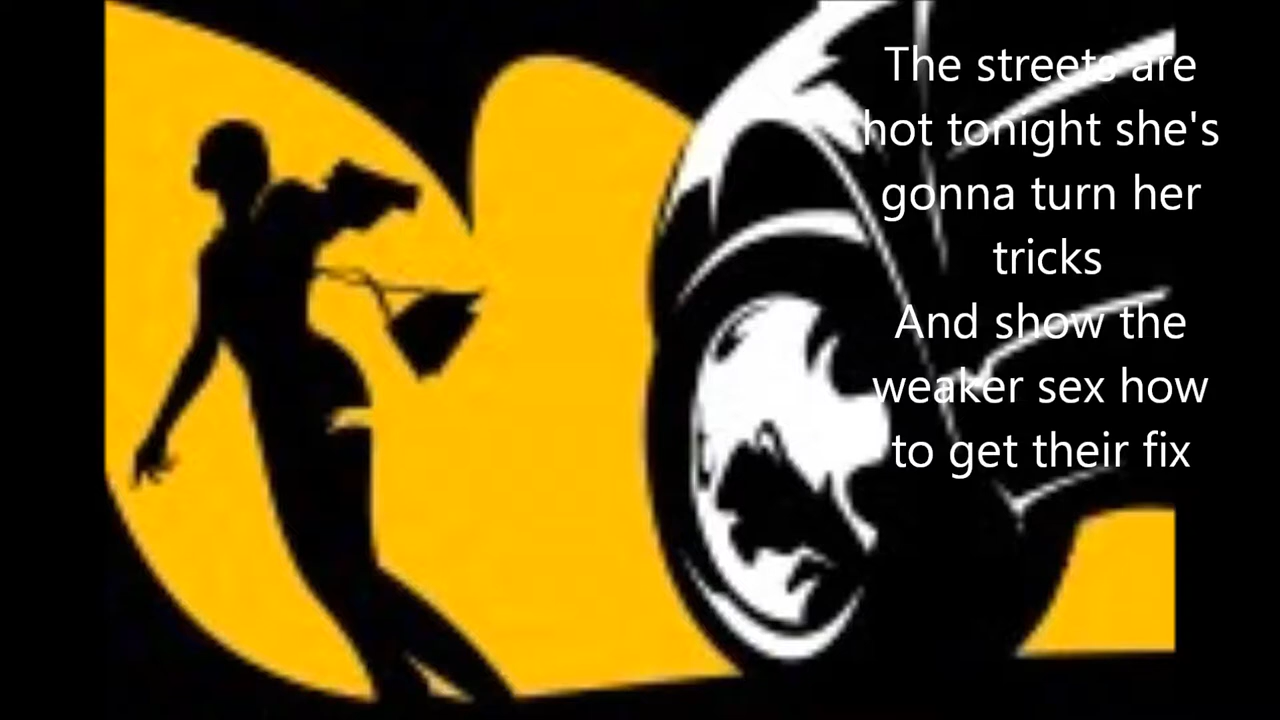 The streets are
hot tonight she's
gonna turn her
tricks
And show the
weaker sex how
to get their fix